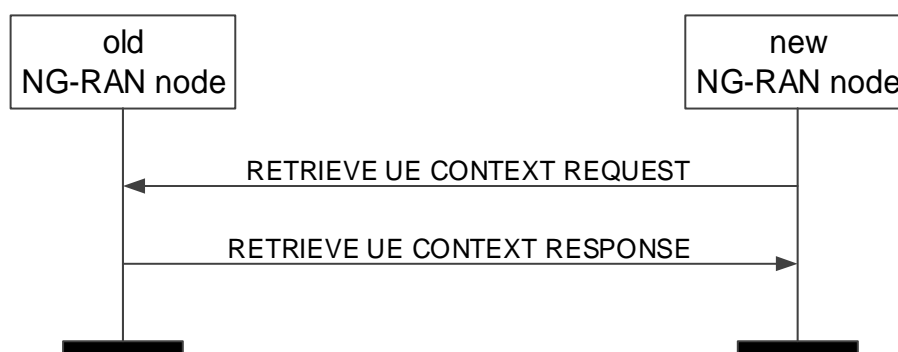 old
NG-RAN node
new
NG-RAN node
RETRIEVE UE CONTEXT REQUEST
RETRIEVE UE CONTEXT RESPONSE